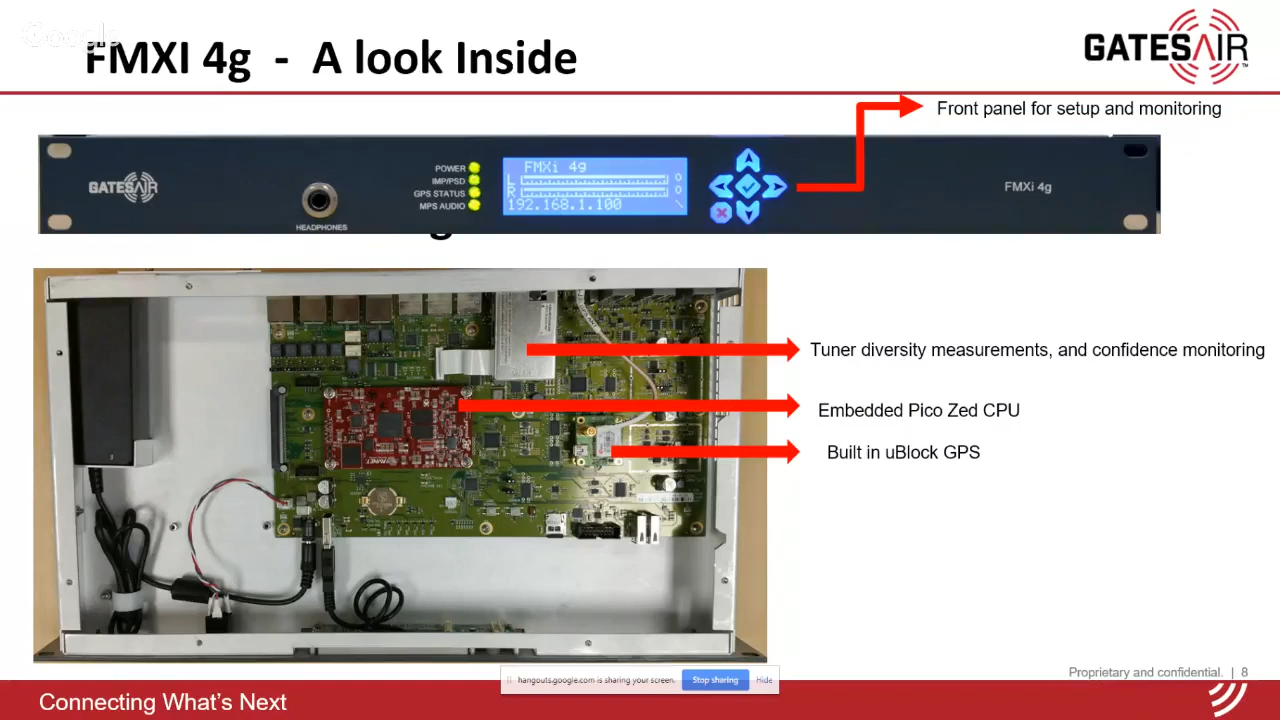 Google
FMXI 4g - A look Inside
GATESAIR
Front panel for setup and monitoring
GATESAIR
POWER
IMP/PSD
GPS STATUS
MPS AUDIO
HEADPHONES
FMXi 4g
L 0
R 0
192.168.1.100
FMXi 4g
Tuner diversity measurements, and confidence monitoring
Embedded Pico Zed CPU
Built in uBlock GPS
Proprietary and confidential. | 8
hangouts.google.com is sharing your screen. Stop sharing Hide
Connecting What's Next